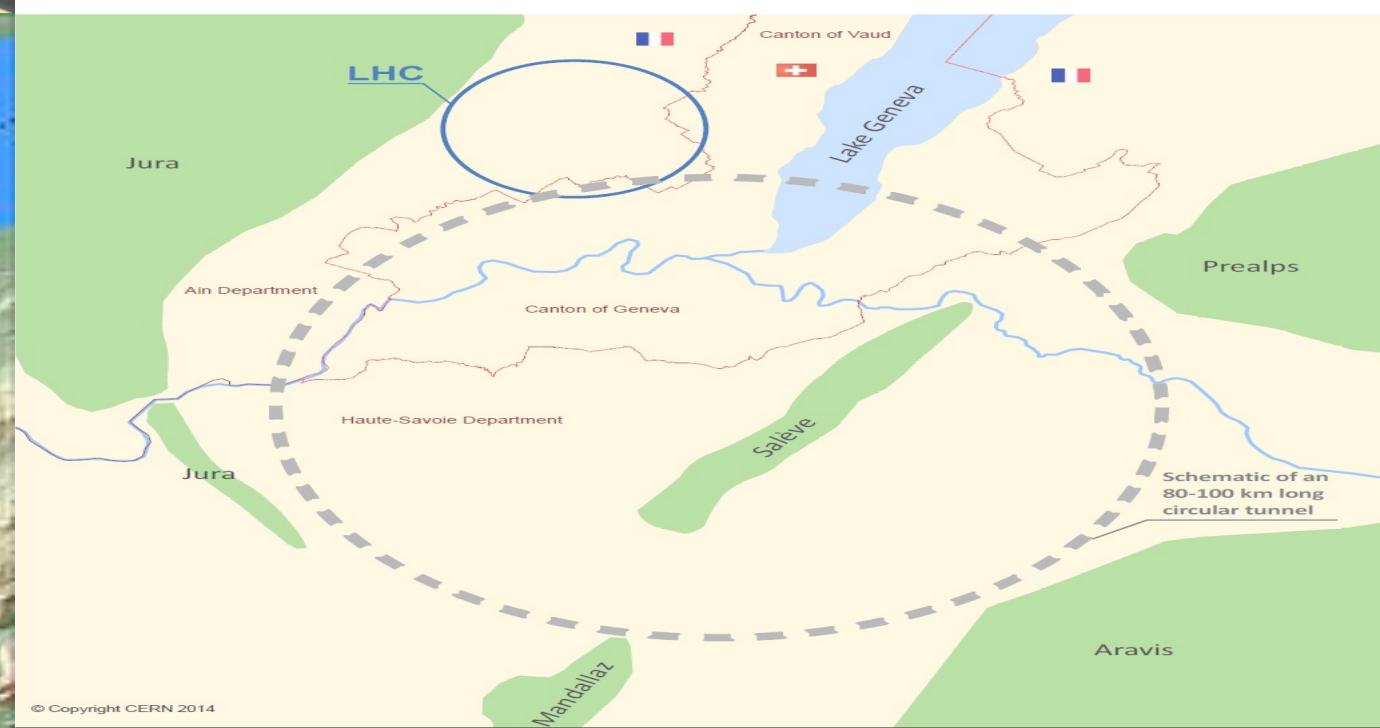 Canton of Vaud
LHC
Lake Geneva
Jura
Prealps
Ain Department
Canton of Geneva
Haute-Savoie Department
Salève
Jura
Schematic of an
80-100 km long
circular tunnel
Aravis
Mandallaz
© Copyright CERN 2014